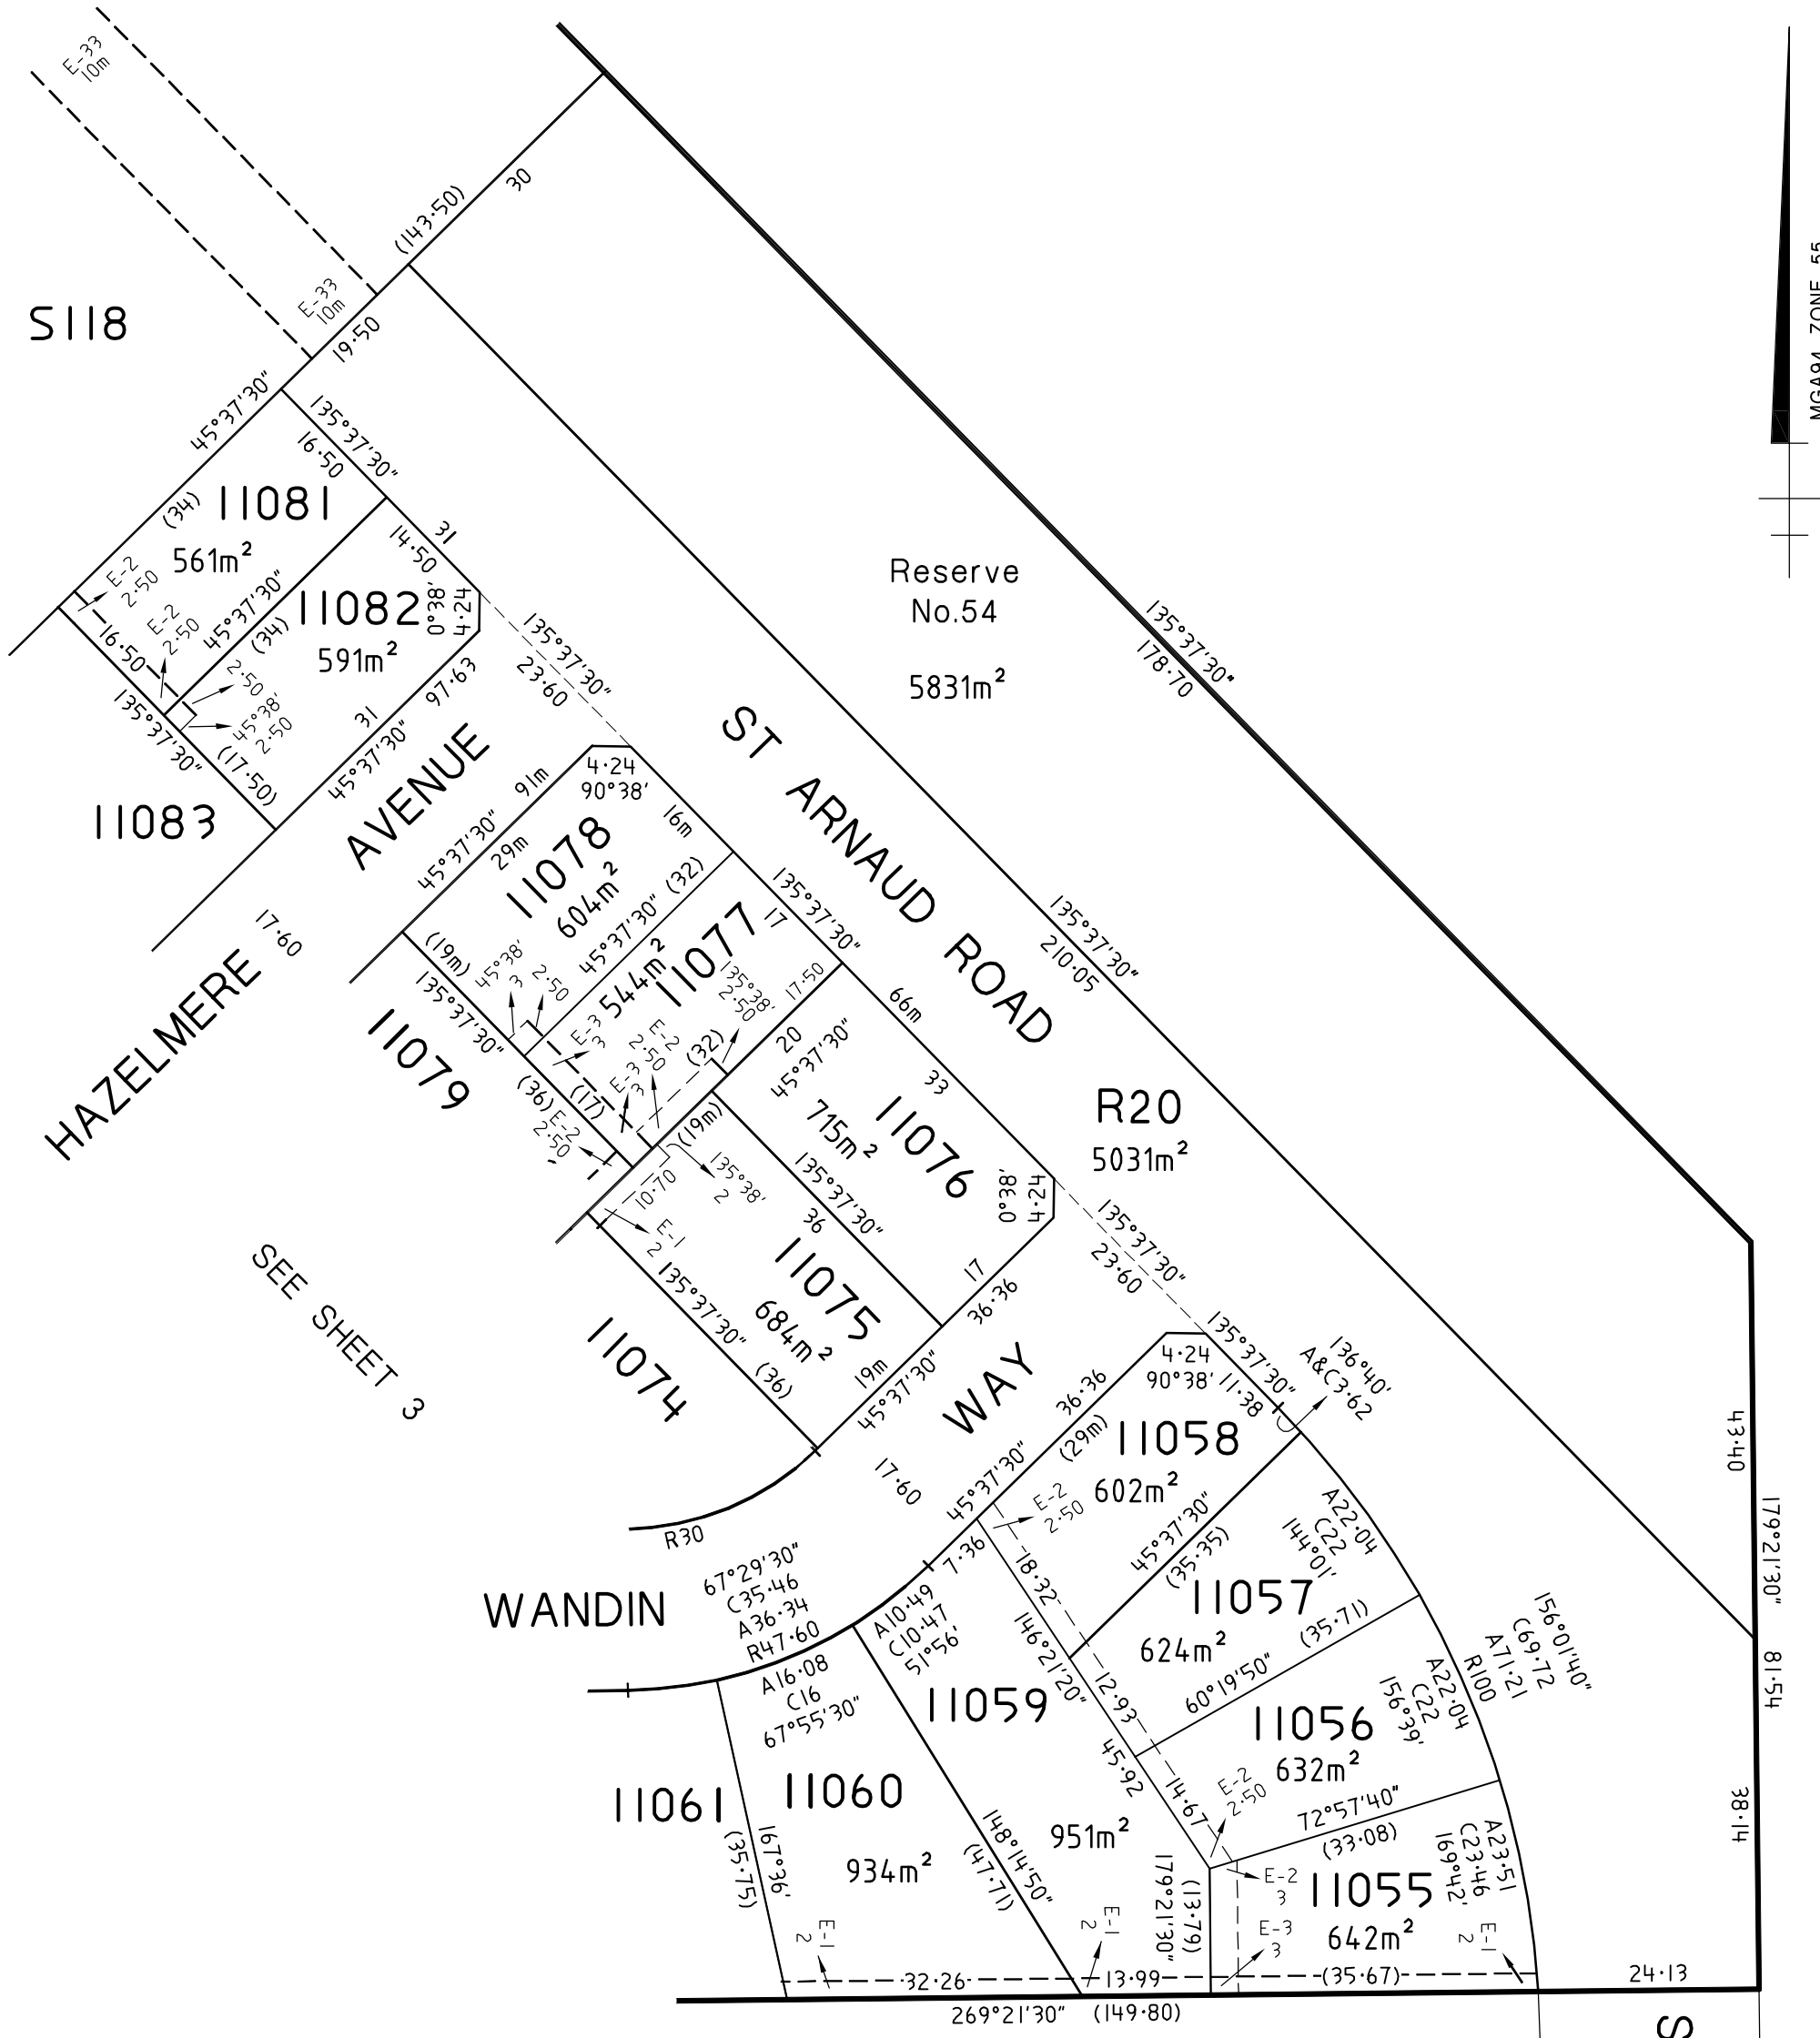 E-33
10m
E-33
10m
(143·50)
30
19·50
S118
45°37'30"
135°37'30"
16·50
(34)
11081
561m²
31
14·50
E-2
2·50
E-2
2·50
16·50
45°37'30"
(34)
11082
591m²
0°38'
4·24
2·50
45°38'
2·50
135°37'30"
(17·50)
97·63
31
45°37'30"
11083
135°37'30"
23·60
Reserve
No.54
5831m²
135°37'30"
178·70
MGA94 ZONE 55
ST ARNAUD ROAD
HAZELMERE AVENUE
17·60
91m
45°37'30"
29m
4·24
90°38'
16m
11078
604m²
(32)
45°37'30"
(19m)
135°37'30"
45°38'
3
2·50
11077
544m²
17
135°37'30"
17·50
135°38'
2·50
E-3
3
E-2
2·50
E-3
3
(32)
(17)
(36)
E-2
2·50
11079
20
45°37'30"
66m
33
11076
715m²
0°38'
4·24
135°37'30"
210·05
R20
5031m²
(19m)
135°37'30"
36
10·70
135°38'
2
E-1
2
11075
684m²
135°37'30"
(36)
11074
17
36·36
19m
45°37'30"
SEE SHEET 3
135°37'30"
23·60
WANDIN WAY
17·60
R30
67°29'30"
C35·46
A36·34
R47·60
36·36
45°37'30"
(29m)
4·24
90°38'
11·38
135°37'30"
136°40'
A&C3·62
11058
602m²
E-2
2·50
7·36
18·32
45°37'30"
(35·35)
A22·04
C22
144°01'
11057
624m²
(35·71)
60°19'50"
146°21'20"
12·93
45·92
14·67
A10·49
C10·47
51°56'
11059
951m²
A16·08
C16
67°55'30"
11060
934m²
11061
167°36'
(35·75)
148°14'50"
(47·71)
11056
632m²
A22·04
C22
156°39'
156°01'40"
C69·72
A71·21
R100
E-2
2·50
72°57'40"
(33·08)
11055
642m²
A23·51
C23·46
169°42'
E-2
3
E-3
3
(13·79)
179°21'30"
E-1
2
E-1
2
E-1
2
32·26
13·99
(35·67)
24·13
269°21'30" (149·80)
43·40
179°21'30"
81·54
38·14
S